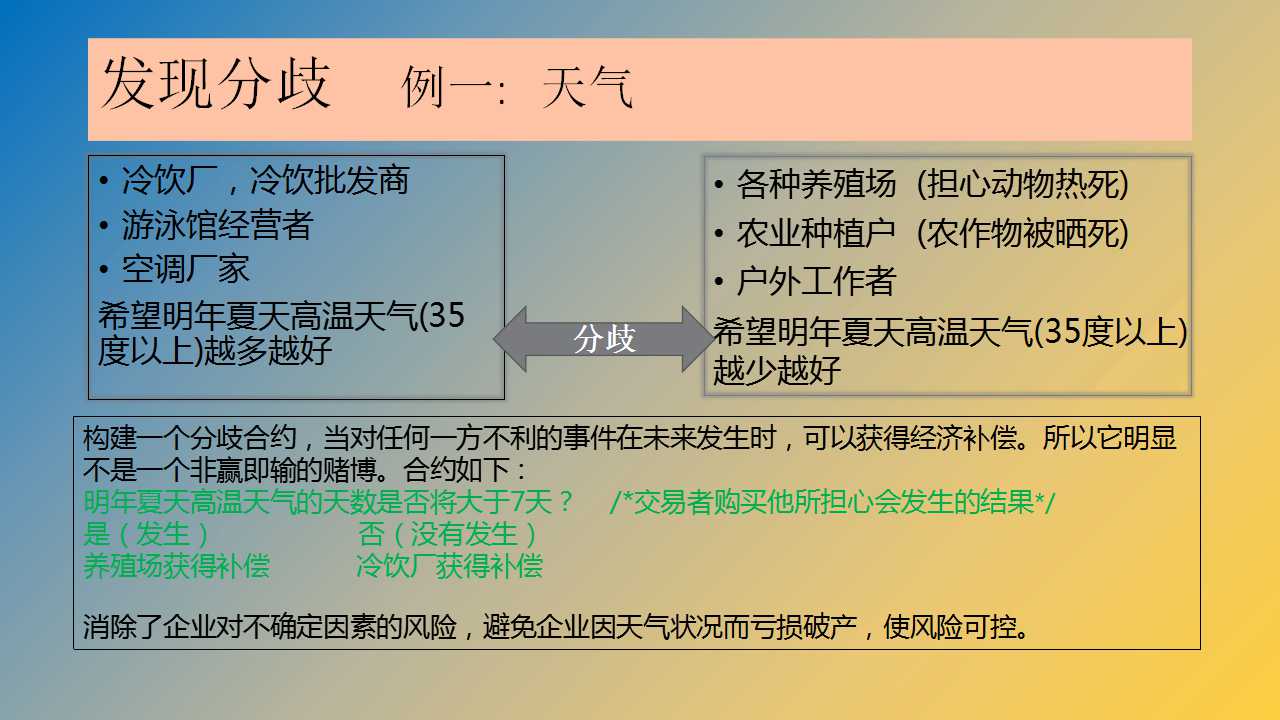 发现分歧 例一：天气
• 冷饮厂，冷饮批发商
• 游泳馆经营者
• 空调厂家
希望明年夏天高温天气(35
度以上)越多越好
分歧
• 各种养殖场 (担心动物热死)
• 农业种植户 (农作物被晒死)
• 户外工作者
希望明年夏天高温天气(35度以上)
越少越好
构建一个分歧合约，当对任何一方不利的事件在未来发生时，可以获得经济补偿。所以它明显
不是一个非赢即输的赌博。合约如下：
明年夏天高温天气的天数是否将大于7天？ /*交易者购买他所担心会发生的结果*/
是（发生） 否（没有发生）
养殖场获得补偿 冷饮厂获得补偿
消除了企业对不确定因素的风险，避免企业因天气状况而亏损破产，使风险可控。